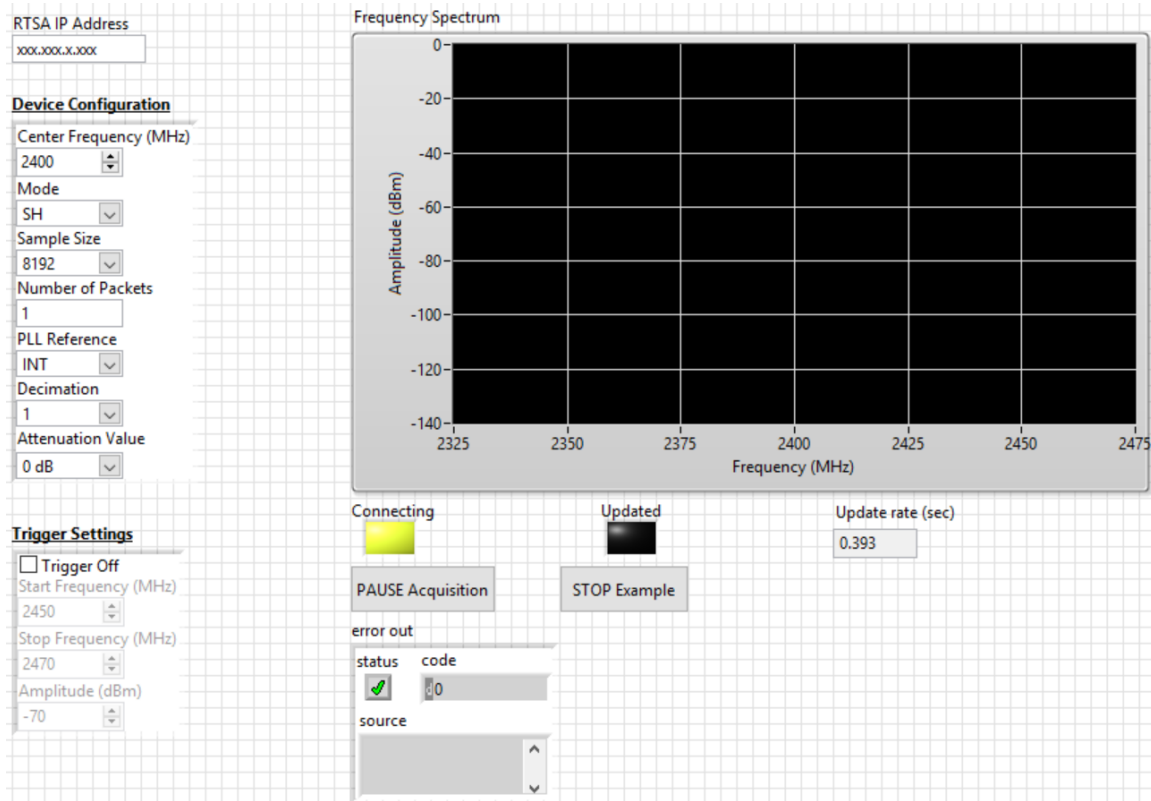 RTSA IP Address
xxx.xxx.x.xxx
Device Configuration
Center Frequency (MHz)
2400
Mode
SH
Sample Size
8192
Number of Packets
1
PLL Reference
INT
Decimation
1
Attenuation Value
0 dB
Trigger Settings
Trigger Off
Start Frequency (MHz)
2450
Stop Frequency (MHz)
2470
Amplitude (dBm)
-70
Frequency Spectrum
Amplitude (dBm)
0
-20
-40
-60
-80
-100
-120
-140
2325 2350 2375 2400 2425 2450 2475
Frequency (MHz)
Connecting Updated Update rate (sec)
0.393
PAUSE Acquisition STOP Example
error out
status code
d 0
source